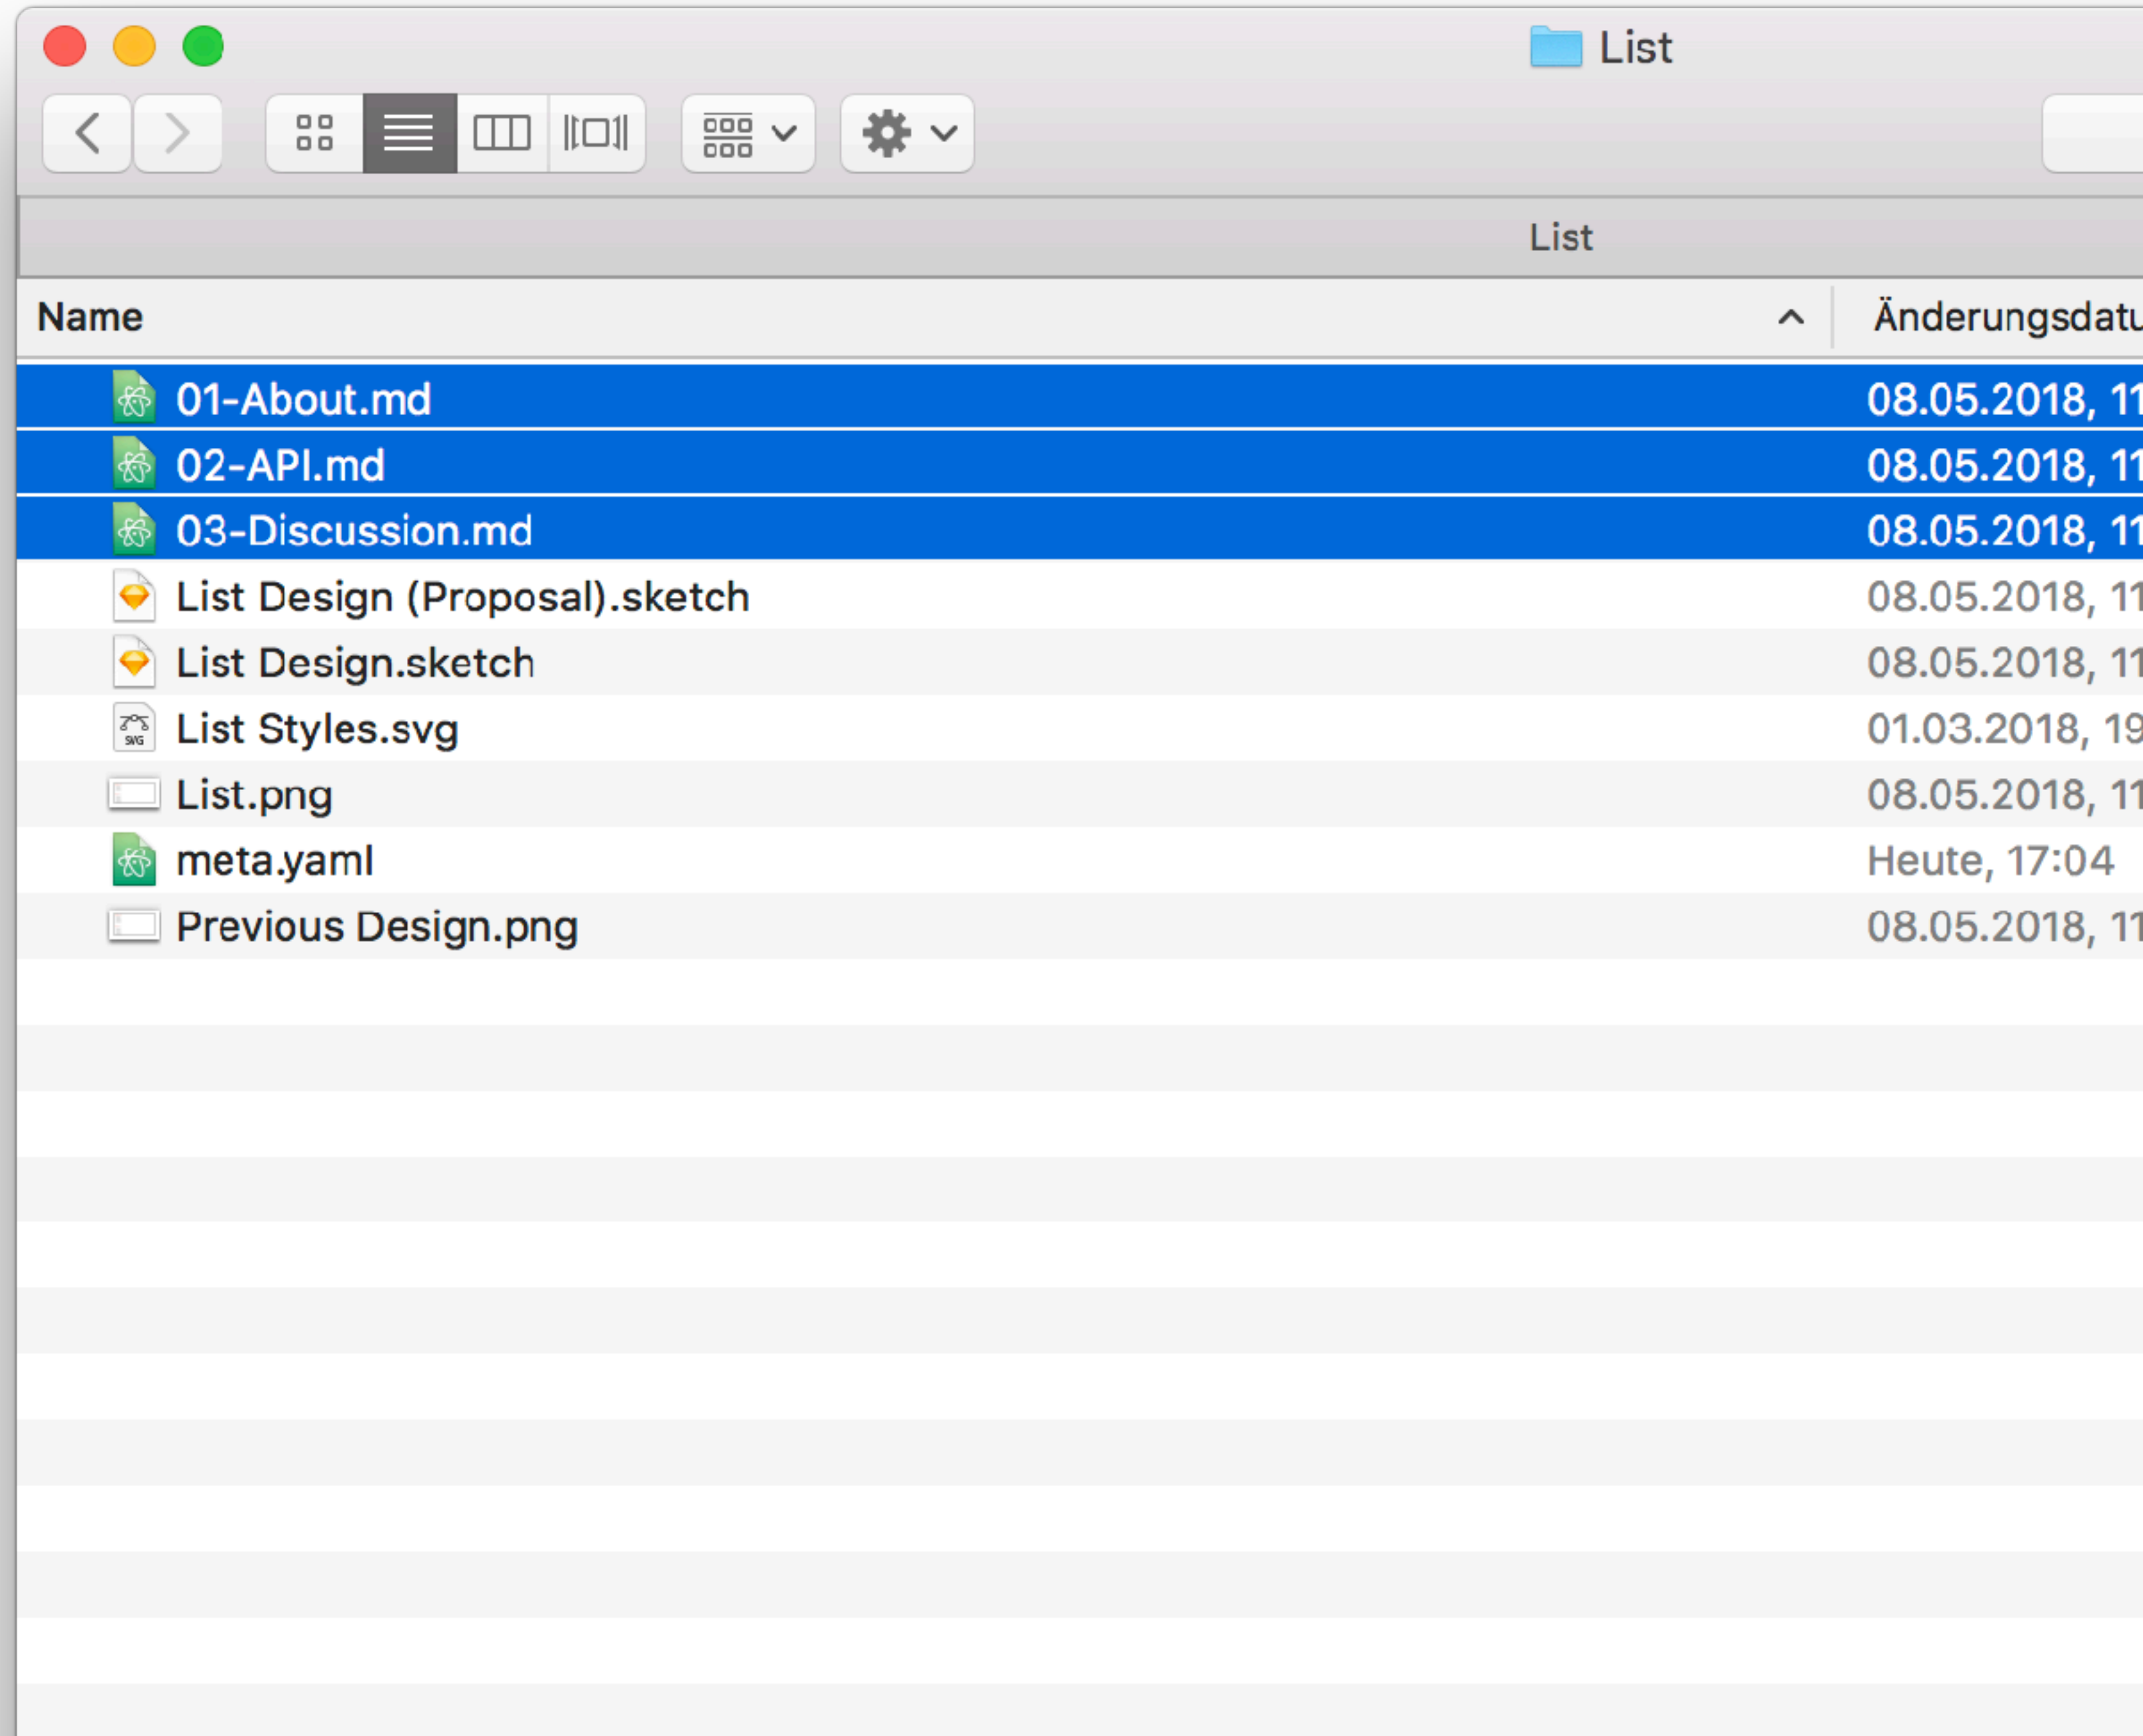 List
List
Name Änderungsdatu
01-About.md 08.05.2018, 11
02-API.md 08.05.2018, 11
03-Discussion.md 08.05.2018, 11
List Design (Proposal).sketch 08.05.2018, 11
List Design.sketch 08.05.2018, 11
SVG List Styles.svg 01.03.2018, 19
List.png 08.05.2018, 11
meta.yaml Heute, 17:04
Previous Design.png 08.05.2018, 11